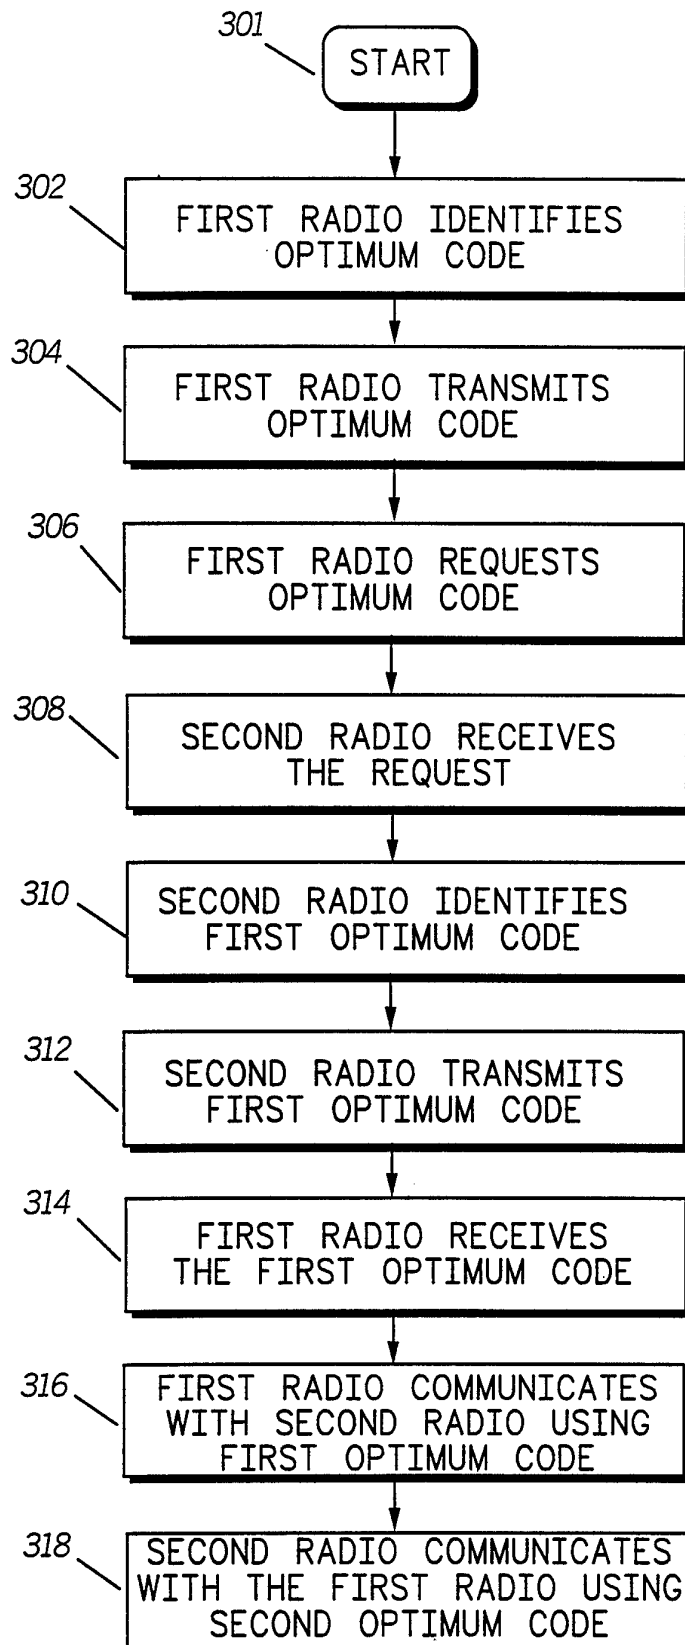 301
START
302
FIRST RADIO IDENTIFIES
OPTIMUM CODE
304
FIRST RADIO TRANSMITS
OPTIMUM CODE
306
FIRST RADIO REQUESTS
OPTIMUM CODE
308
SECOND RADIO RECEIVES
THE REQUEST
310
SECOND RADIO IDENTIFIES
FIRST OPTIMUM CODE
312
SECOND RADIO TRANSMITS
FIRST OPTIMUM CODE
314
FIRST RADIO RECEIVES
THE FIRST OPTIMUM CODE
316
FIRST RADIO COMMUNICATES
WITH SECOND RADIO USING
FIRST OPTIMUM CODE
318
SECOND RADIO COMMUNICATES
WITH THE FIRST RADIO USING
SECOND OPTIMUM CODE